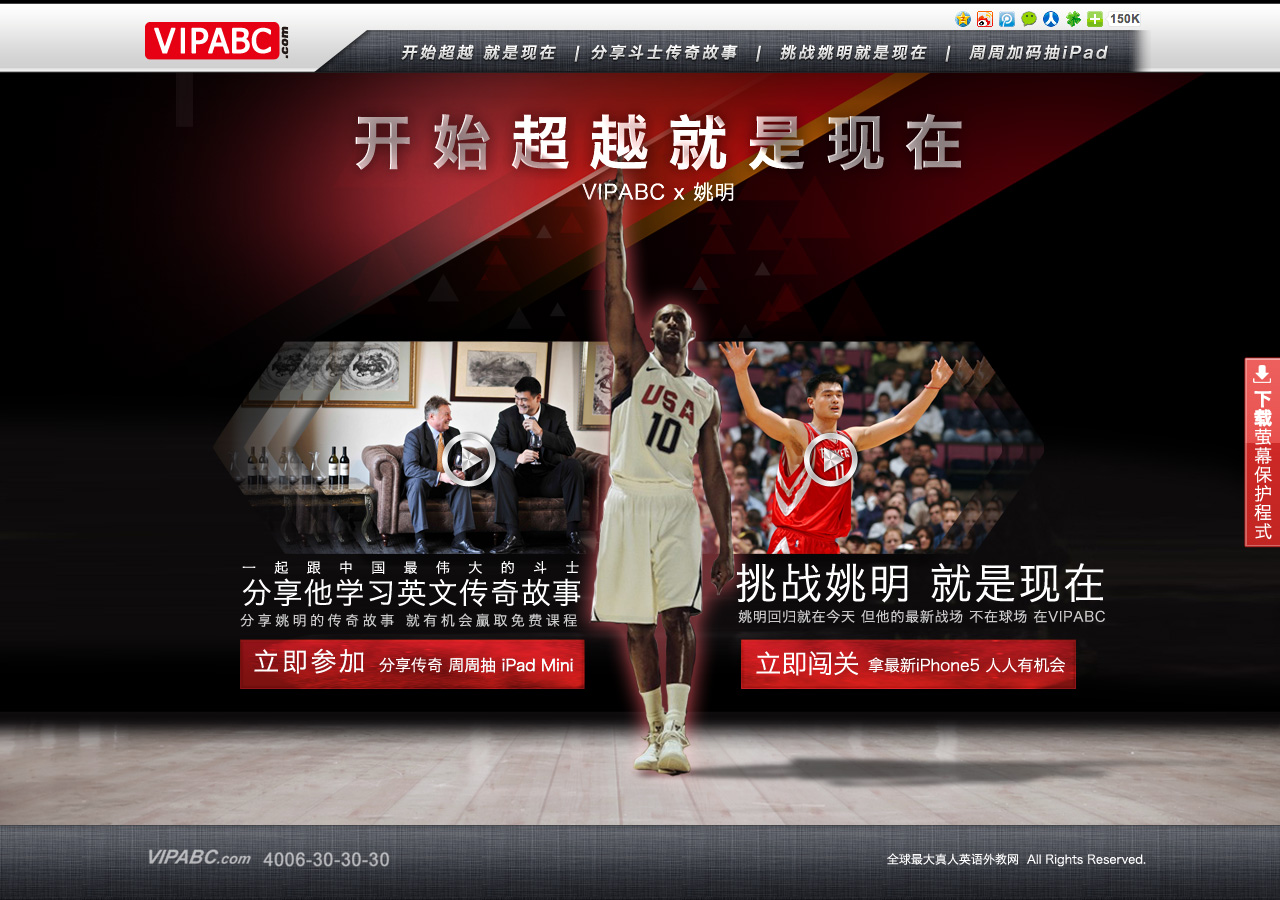 VIPABC.com
150K
开始超越 就是现在 | 分享斗士传奇故事 | 挑战姚明就是现在 | 周周加码抽iPad
开始超越就是现在
VIPABC x 姚明
USA
10
下载萤幕保护程式
一起跟中国最伟大的斗士
分享他学习英文传奇故事
分享姚明的传奇故事 就有机会赢取免费课程
立即参加 分享传奇 周周抽 iPad Mini
挑战姚明 就是现在
姚明回归就在今天 但他的最新战场 不在球场 在VIPABC
立即闯关 拿最新iPhone5 人人有机会
VIPABC.com 4006-30-30-30
全球最大真人英语外教网 All Rights Reserved.